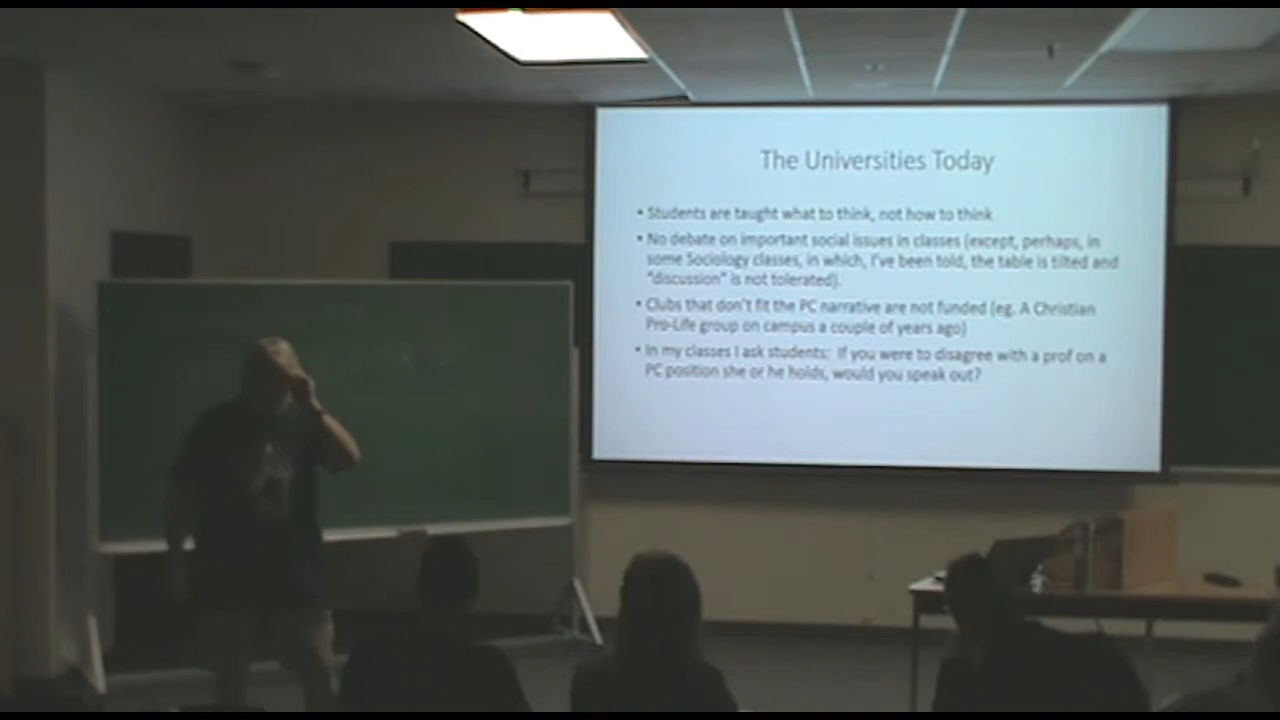 The Universities Today
• Students are taught what to think, not how to think
• No debate on important social issues in classes (except, perhaps, in
some Sociology classes, in which, I've been told, the table is tilted and
"discussion" is not tolerated).
• Clubs that don't fit the PC narrative are not funded (eg. A Christian
Pro-Life group on campus a couple of years ago)
• In my classes I ask students: If you were to disagree with a prof on a
PC position she or he holds, would you speak out?